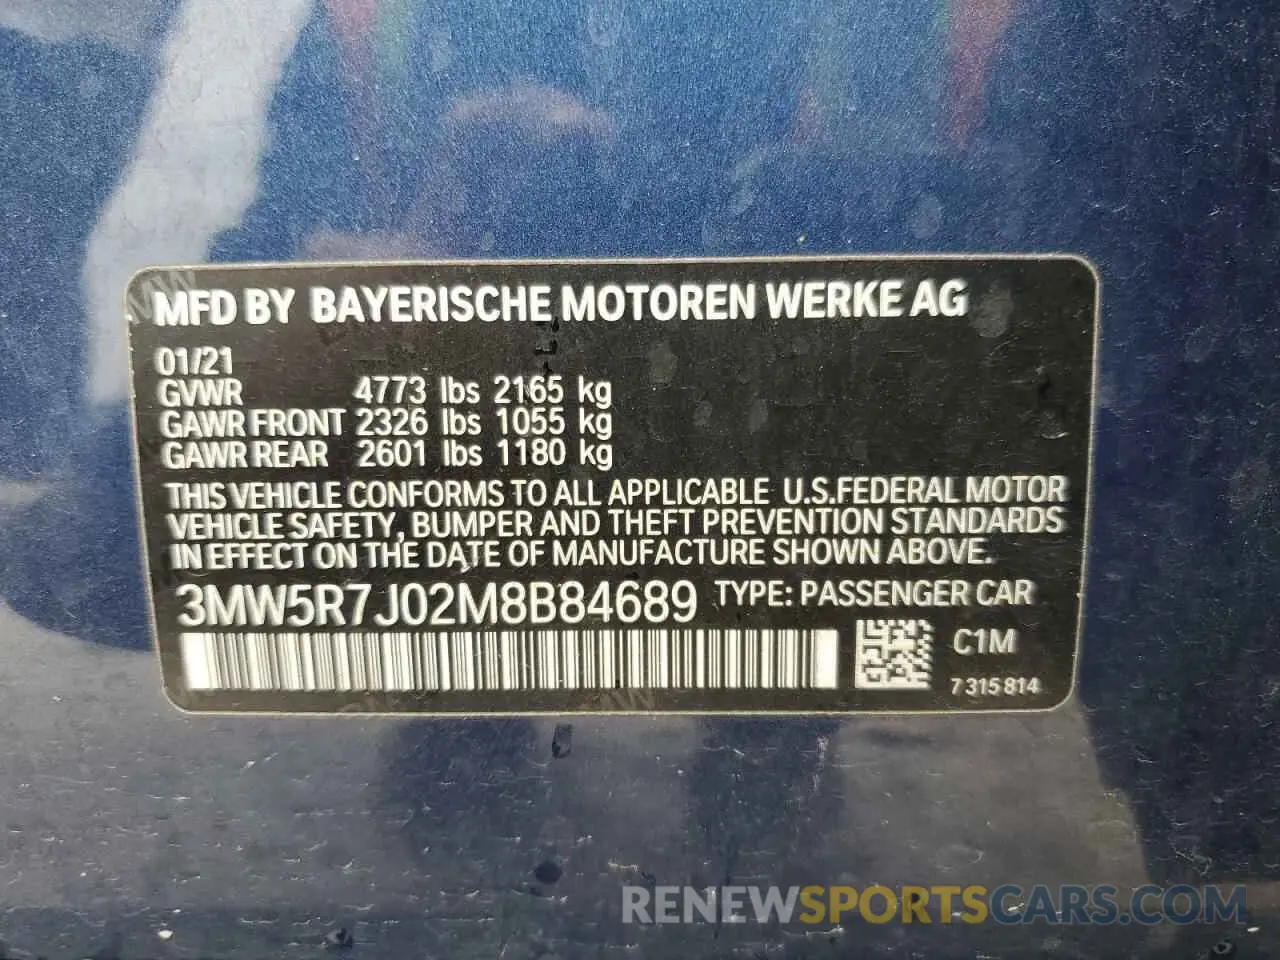 MFD BY BAYERISCHE MOTOREN WERKE AG
01/21
GVWR 4773 lbs 2165 kg
GAWR FRONT 2326 lbs 1055 kg
GAWR REAR 2601 lbs 1180 kg
THIS VEHICLE CONFORMS TO ALL APPLICABLE U.S.FEDERAL MOTOR
VEHICLE SAFETY, BUMPER AND THEFT PREVENTION STANDARDS
IN EFFECT ON THE DATE OF MANUFACTURE SHOWN ABOVE.
3MW5R7J02M8B84689 TYPE: PASSENGER CAR
C1M
7 315 814
RENEWSPORTSCARS.COM